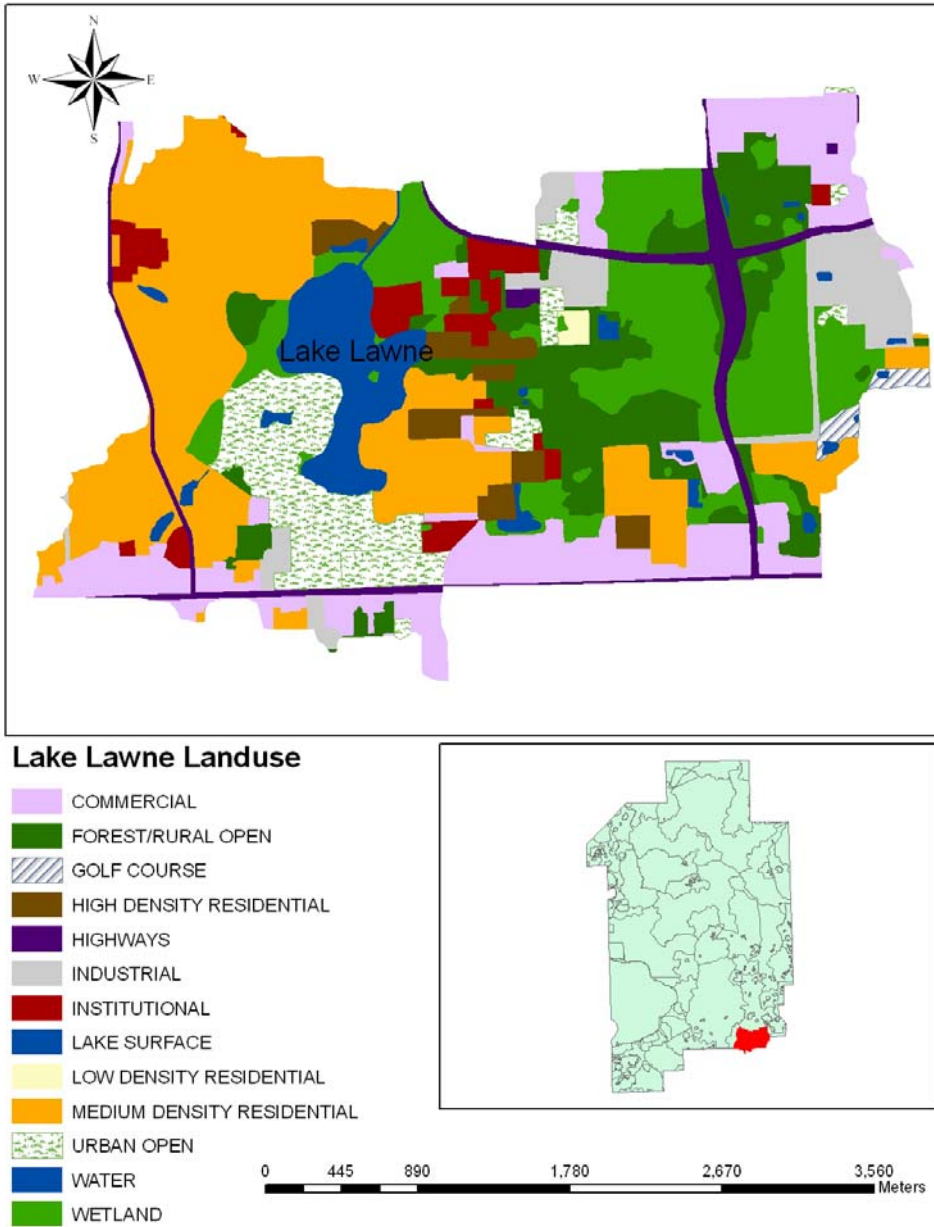 N
W E
S
Lake Lawne
Lake Lawne Landuse
COMMERCIAL
FOREST/RURAL OPEN
GOLF COURSE
HIGH DENSITY RESIDENTIAL
HIGHWAYS
INDUSTRIAL
INSTITUTIONAL
LAKE SURFACE
LOW DENSITY RESIDENTIAL
MEDIUM DENSITY RESIDENTIAL
URBAN OPEN
WATER
WETLAND
0 445 890 1,780 2,670 3,560
Meters